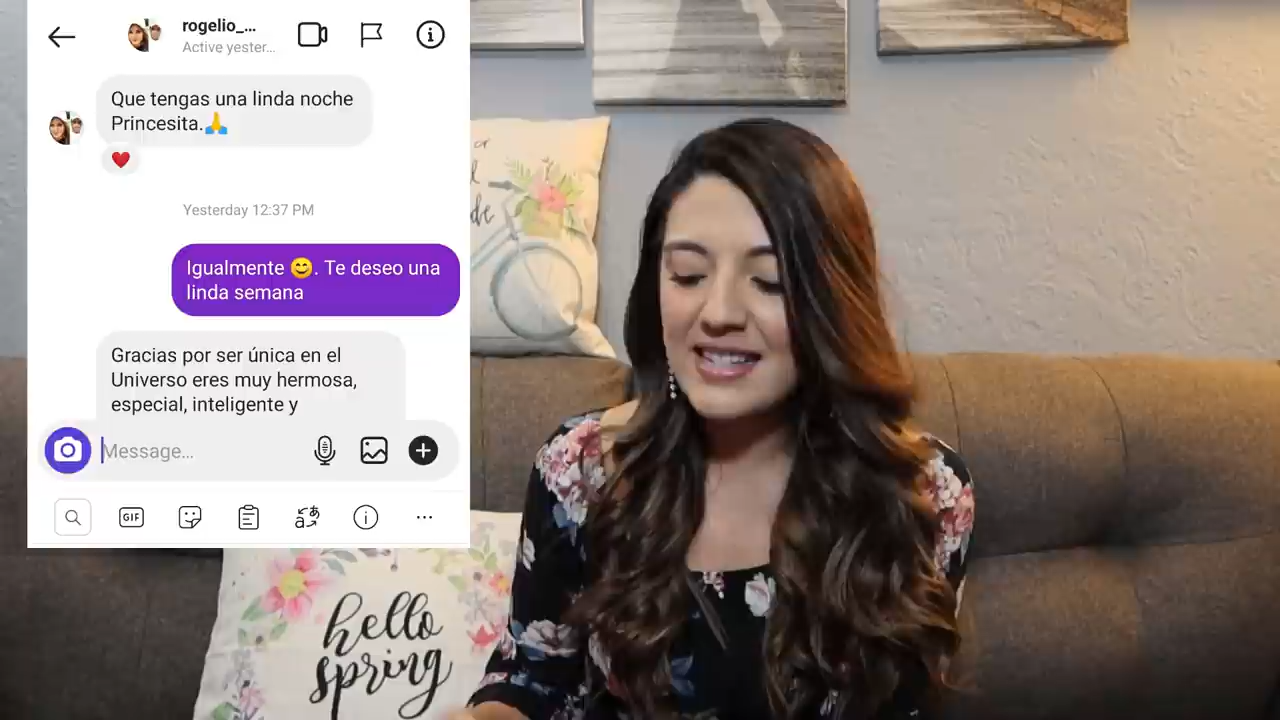 rogelio_...
Active yester...
Que tengas una linda noche
Princesita.🙏
❤️
Yesterday 12:37 PM
Igualmente 😊. Te deseo una
linda semana
Gracias por ser única en el
Universo eres muy hermosa,
especial, inteligente y
Message...
GIF
hello
spring